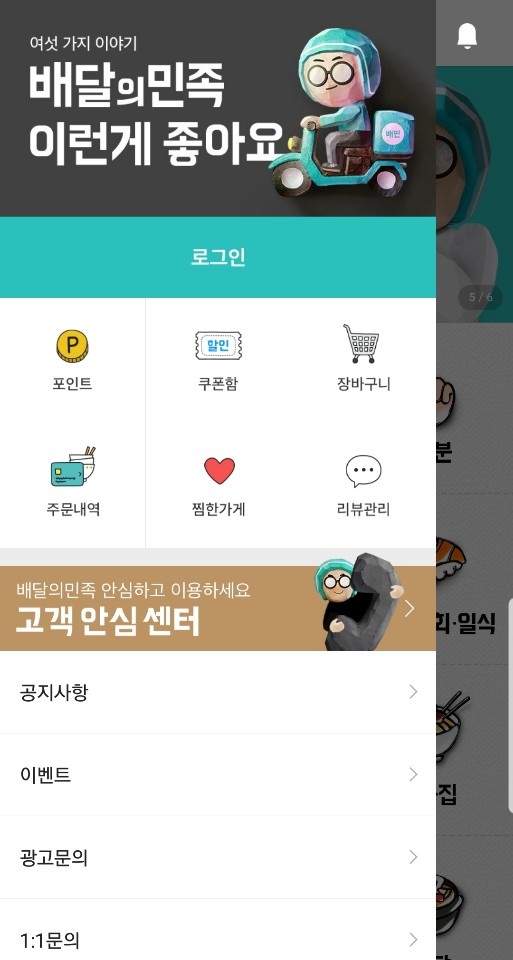 여섯 가지 이야기
배달의민족
이런게 좋아요
배민
로그인
5 / 6
P
할인
포인트
쿠폰함
장바구니
주문내역
찜한가게
리뷰관리
배달의민족 안심하고 이용하세요
고객 안심 센터
공지사항
이벤트
광고문의
1:1문의
분
회·일식
집